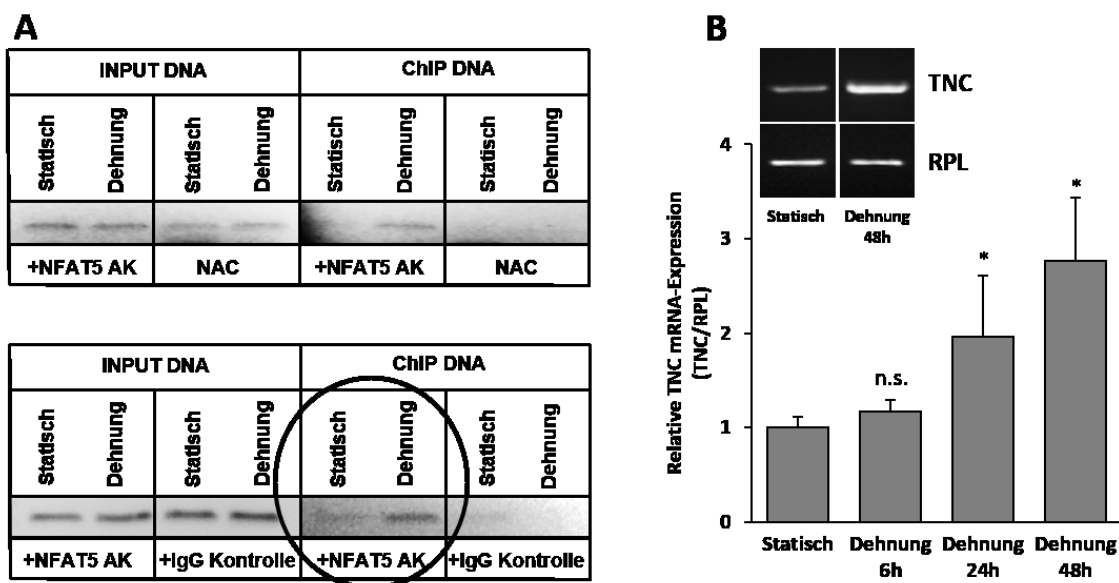 A
INPUT DNA
ChIP DNA
Statisch
Dehnung
Statisch
Dehnung
Statisch
Dehnung
Statisch
Dehnung
+NFAT5 AK
NAC
+NFAT5 AK
NAC
INPUT DNA
ChIP DNA
Statisch
Dehnung
Statisch
Dehnung
Statisch
Dehnung
Statisch
Dehnung
+NFAT5 AK
+IgG Kontrolle
+NFAT5 AK
+IgG Kontrolle
B
TNC
RPL
Statisch
Dehnung
48h
Relative TNC mRNA-Expression
(TNC/RPL)
4
3
2
1
0
n.s.
*
*
Statisch
Dehnung
6h
Dehnung
24h
Dehnung
48h